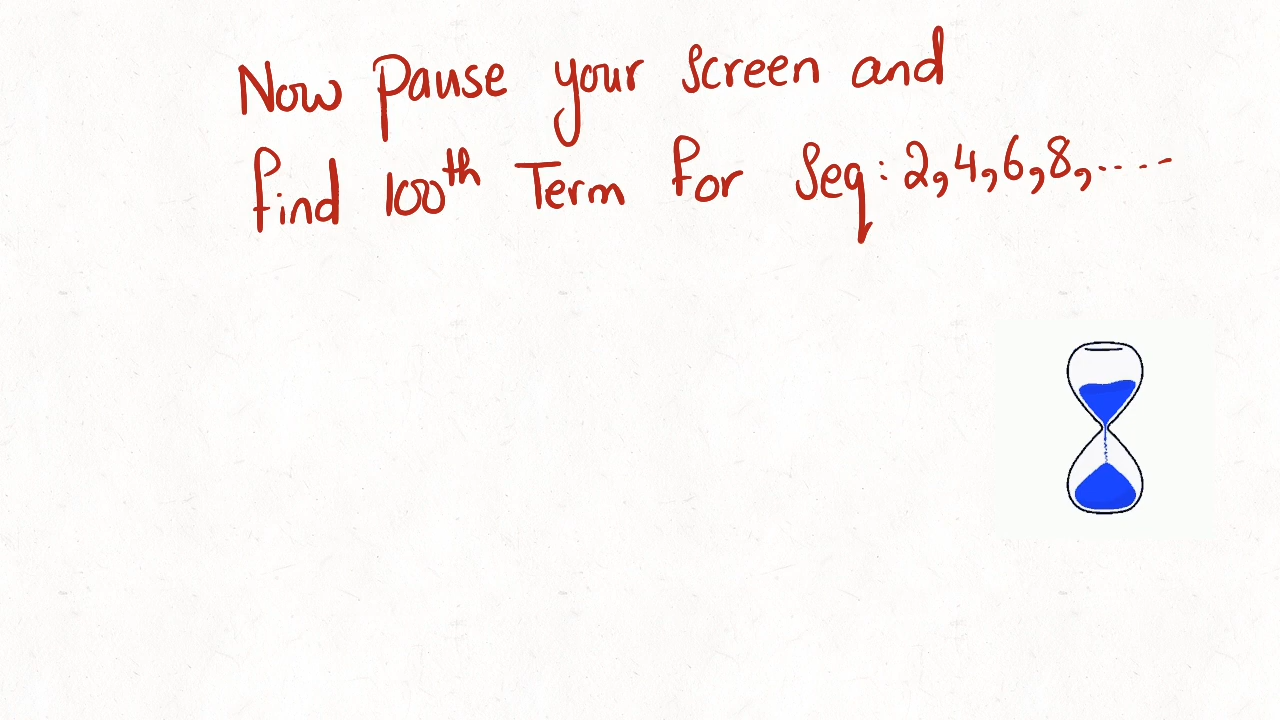 Now Pause your Screen and
find 100th Term for Seq: 2,4,6,8,.....